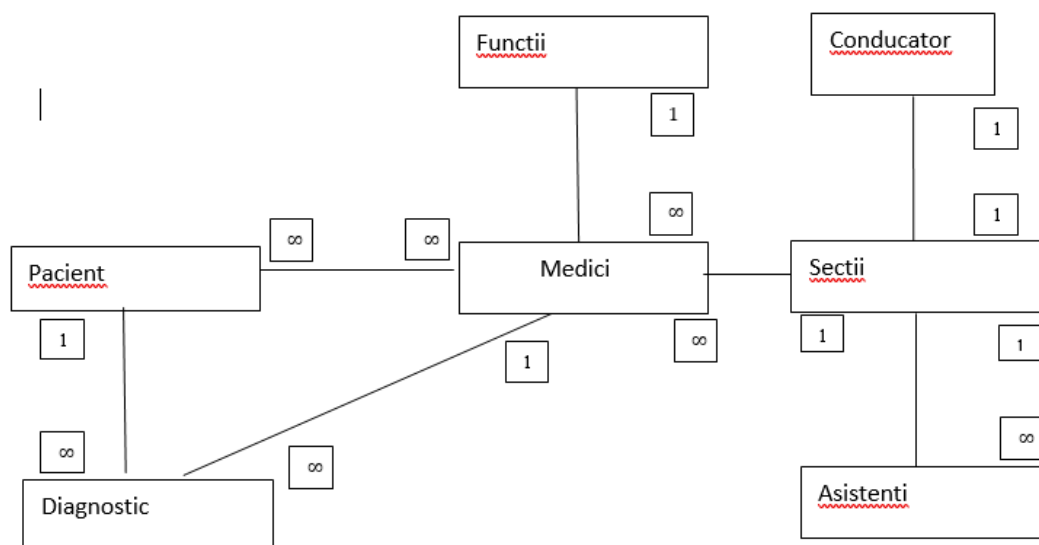 Functii
Conducator
1
1
∞
∞
∞
1
Pacient
Medici
Sectii
1
1
∞
1
1
∞
∞
∞
Diagnostic
Asistenti